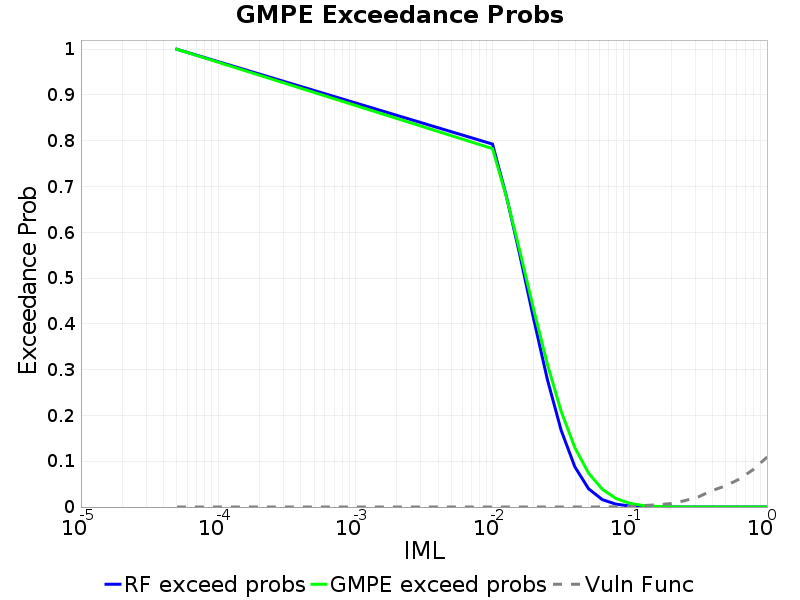 GMPE Exceedance Probs
Exceedance Prob
1
0.9
0.8
0.7
0.6
0.5
0.4
0.3
0.2
0.1
0
10^-5 10^-4 10^-3 10^-2 10^-1 10^0
IML
RF exceed probs GMPE exceed probs Vuln Func